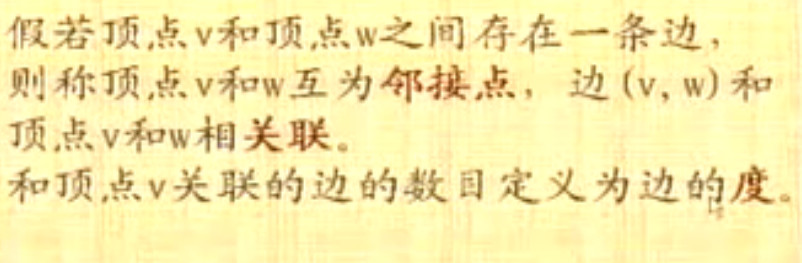 假若顶点v和顶点w之间存在一条边，
则称顶点v和w互为邻接点，边(v,w)和
顶点v和w相关联。
和顶点v关联的边的数目定义为边的度。